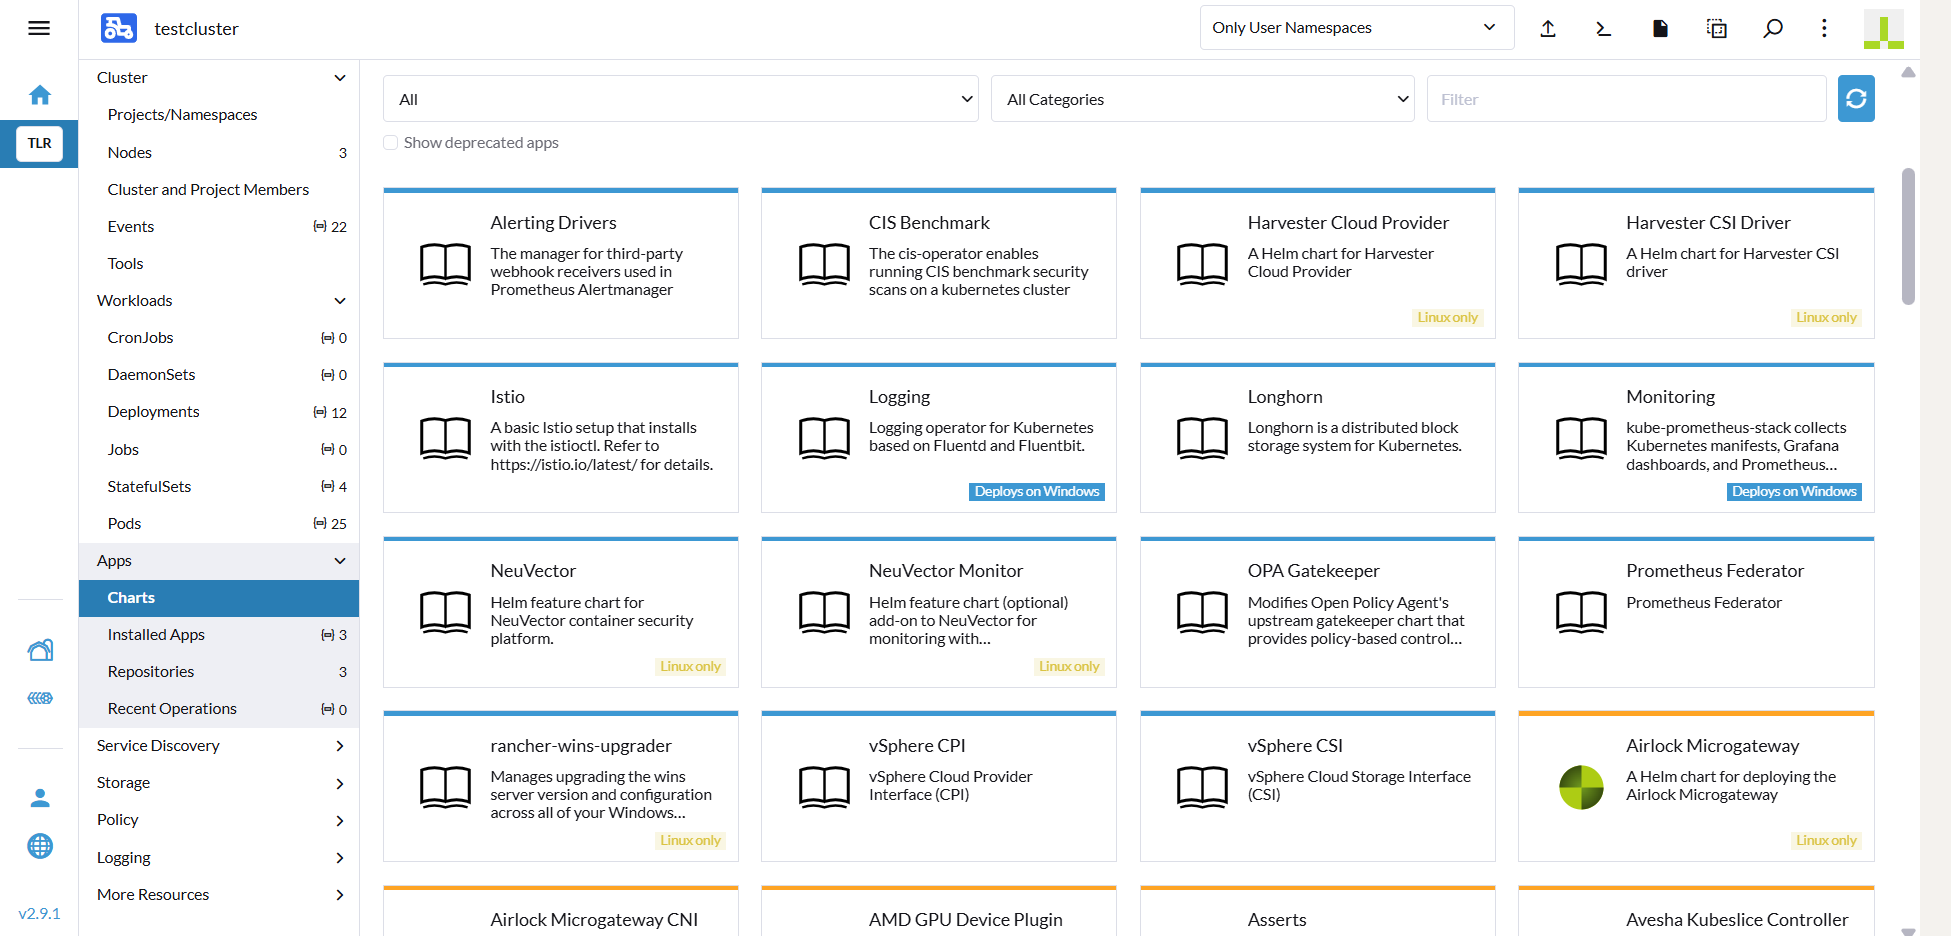 testcluster
Only User Namespaces
TLR
v2.9.1
Cluster
Projects/Namespaces
Nodes 3
Cluster and Project Members
Events 22
Tools
Workloads
CronJobs 0
DaemonSets 0
Deployments 12
Jobs 0
StatefulSets 4
Pods 25
Apps
Charts
Installed Apps 3
Repositories 3
Recent Operations 0
Service Discovery
Storage
Policy
Logging
More Resources
All
All Categories
Filter
Show deprecated apps
Alerting Drivers
The manager for third-party
webhook receivers used in
Prometheus Alertmanager
CIS Benchmark
The cis-operator enables
running CIS benchmark security
scans on a kubernetes cluster
Harvester Cloud Provider
A Helm chart for Harvester
Cloud Provider
Linux only
Harvester CSI Driver
A Helm chart for Harvester CSI
driver
Linux only
Istio
A basic Istio setup that installs
with the istioctl. Refer to
https://istio.io/latest/ for details.
Logging
Logging operator for Kubernetes
based on Fluentd and Fluentbit.
Deploys on Windows
Longhorn
Longhorn is a distributed block
storage system for Kubernetes.
Monitoring
kube-prometheus-stack collects
Kubernetes manifests, Grafana
dashboards, and Prometheus...
Deploys on Windows
NeuVector
Helm feature chart for
NeuVector container security
platform.
Linux only
NeuVector Monitor
Helm feature chart (optional)
add-on to NeuVector for
monitoring with...
Linux only
OPA Gatekeeper
Modifies Open Policy Agent's
upstream gatekeeper chart that
provides policy-based control...
Prometheus Federator
Prometheus Federator
rancher-wins-upgrader
Manages upgrading the wins
server version and configuration
across all of your Windows...
Linux only
vSphere CPI
vSphere Cloud Provider
Interface (CPI)
vSphere CSI
vSphere Cloud Storage Interface
(CSI)
Airlock Microgateway
A Helm chart for deploying the
Airlock Microgateway
Linux only
Airlock Microgateway CNI
AMD GPU Device Plugin
Asserts
Avesha Kubeslice Controller